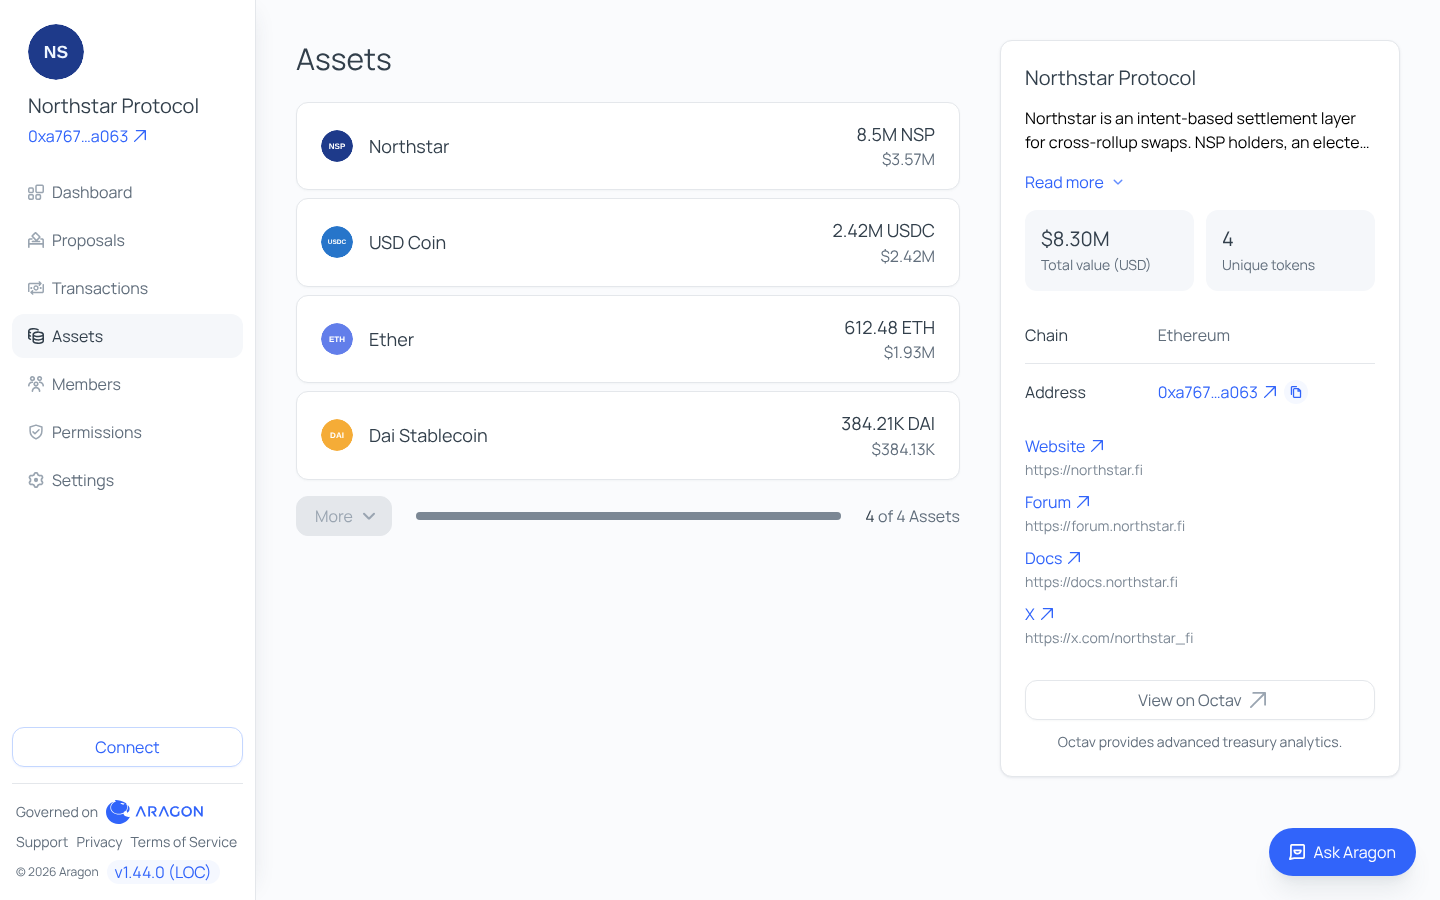 NS
Northstar Protocol
0xa767...a063
Dashboard
Proposals
Transactions
Assets
Members
Permissions
Settings
Connect
Governed on ARAGON
Support Privacy Terms of Service
© 2026 Aragon v1.44.0 (LOC)
Assets
NSP Northstar 8.5M NSP
$3.57M
USDC USD Coin 2.42M USDC
$2.42M
ETH Ether 612.48 ETH
$1.93M
DAI Dai Stablecoin 384.21K DAI
$384.13K
More 4 of 4 Assets
Northstar Protocol
Northstar is an intent-based settlement layer
for cross-rollup swaps. NSP holders, an electe...
Read more
$8.30M
Total value (USD)
4
Unique tokens
Chain Ethereum
Address 0xa767...a063
Website
https://northstar.fi
Forum
https://forum.northstar.fi
Docs
https://docs.northstar.fi
X
https://x.com/northstar_fi
View on Octav
Octav provides advanced treasury analytics.
Ask Aragon